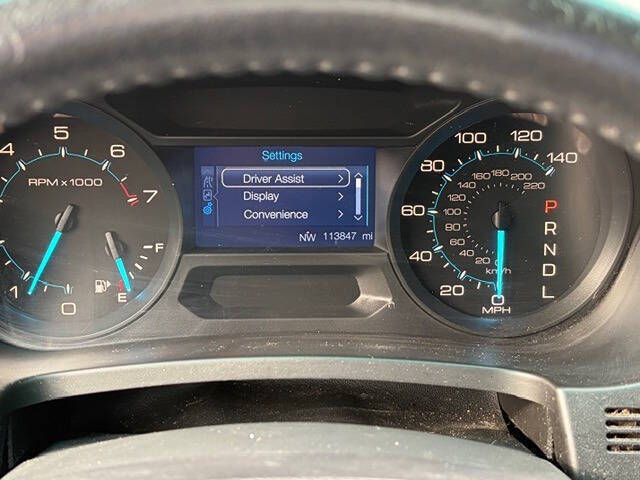 4 5 6 7
RPM x 1000
1 0
F
E
Settings
Driver Assist >
Display >
Convenience >
NW 113847 mi
20 40 60 80 100 120 140
0 20 40 60 80 100 120 140 160 180 200 220
km/h
0
MPH
P
R
N
D
L